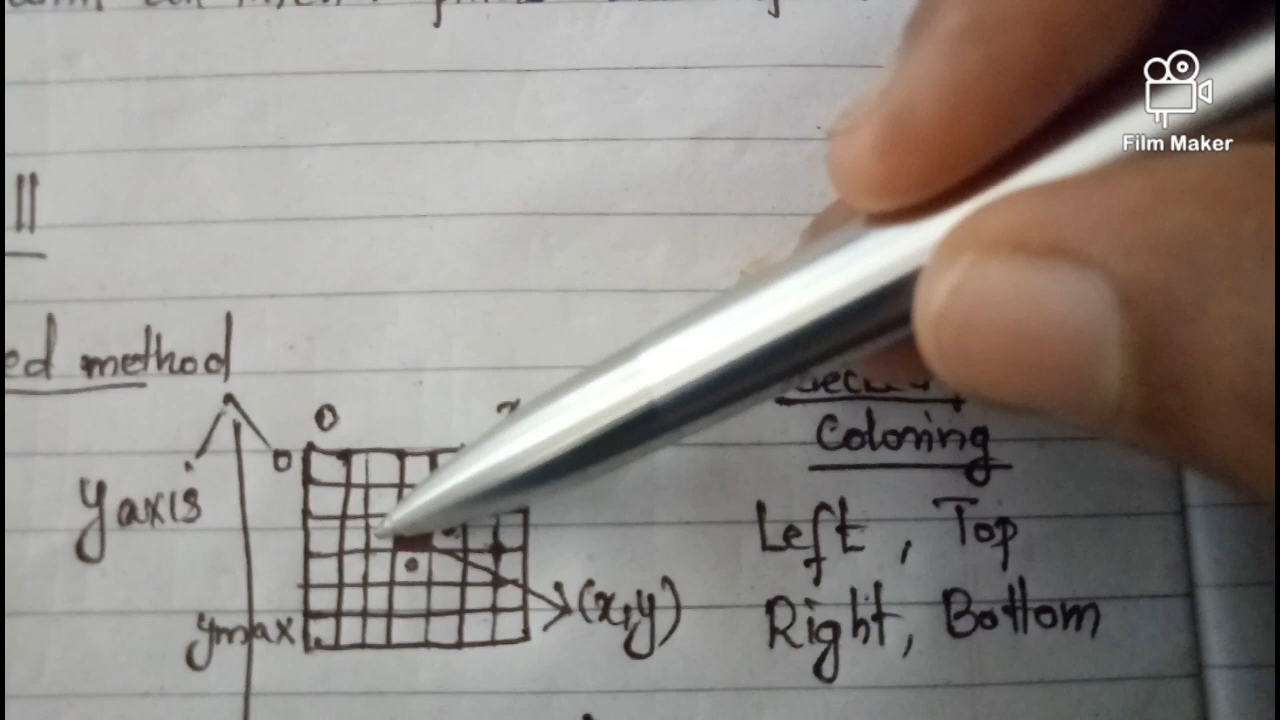 Film Maker
||
ed method
0
0
Coloring
y axis
Left, Top
ymax
(x,y)
Right, Bottom